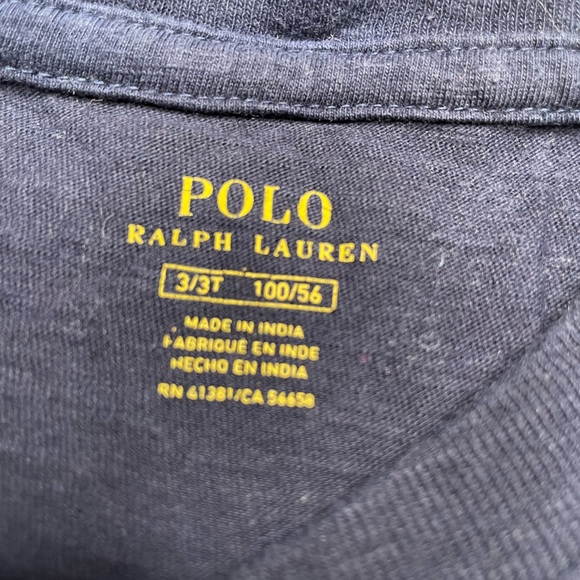 POLO
RALPH LAUREN
3/3T 100/56
MADE IN INDIA
FABRIQUÉ EN INDE
HECHO EN INDIA
RN 41381/CA 56658